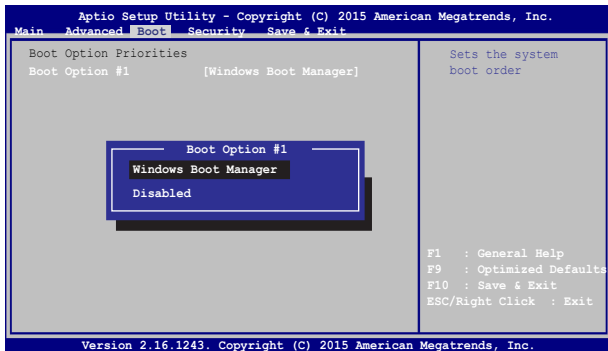 Aptio Setup Utility - Copyright (C) 2015 American Megatrends, Inc.
Main Advanced Boot Security Save & Exit
Boot Option Priorities
Boot Option #1 [Windows Boot Manager]
Sets the system
boot order
Boot Option #1
Windows Boot Manager
Disabled
F1 : General Help
F9 : Optimized Defaults
F10 : Save & Exit
ESC/Right Click : Exit
Version 2.16.1243. Copyright (C) 2015 American Megatrends, Inc.